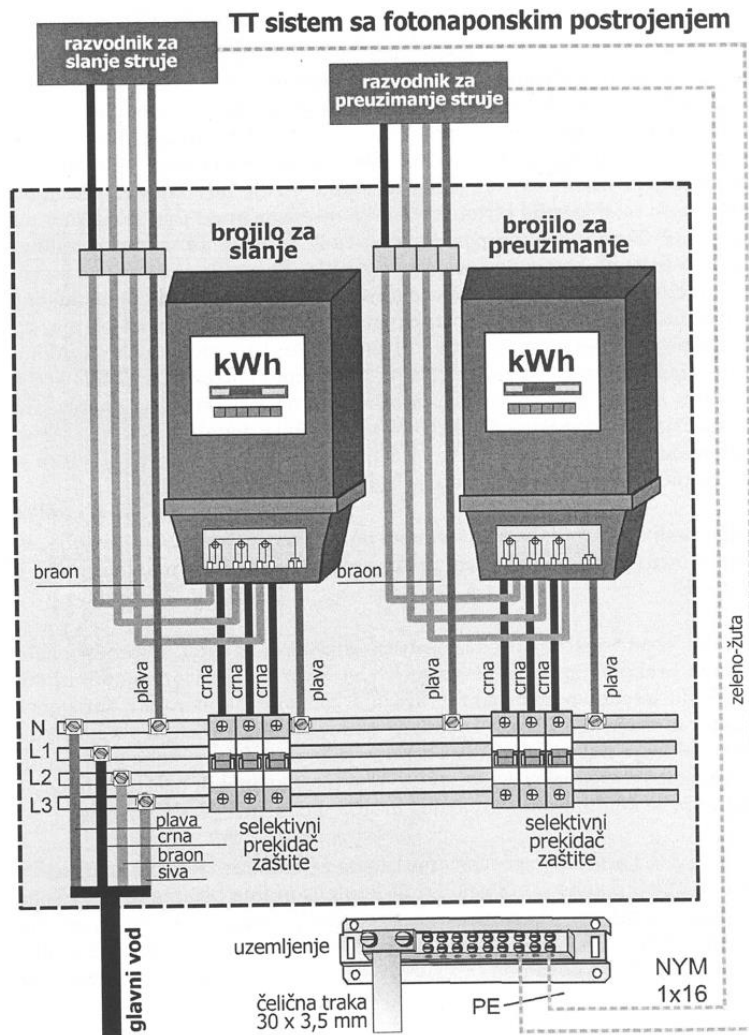 TT sistem sa fotonaponskim postrojenjem
razvodnik za
slanje struje
razvodnik za
preuzimanje struje
brojilo za
slanje
brojilo za
preuzimanje
kWh
kWh
braon
braon
plava
crna
crna
crna
plava
plava
crna
crna
crna
plava
zeleno-žuta
N
L1
L2
L3
plava
crna
braon
siva
selektivni
prekidač
zaštite
selektivni
prekidač
zaštite
glavni vod
uzemljenje
čelična traka
30 x 3,5 mm
PE
NYM
1x16